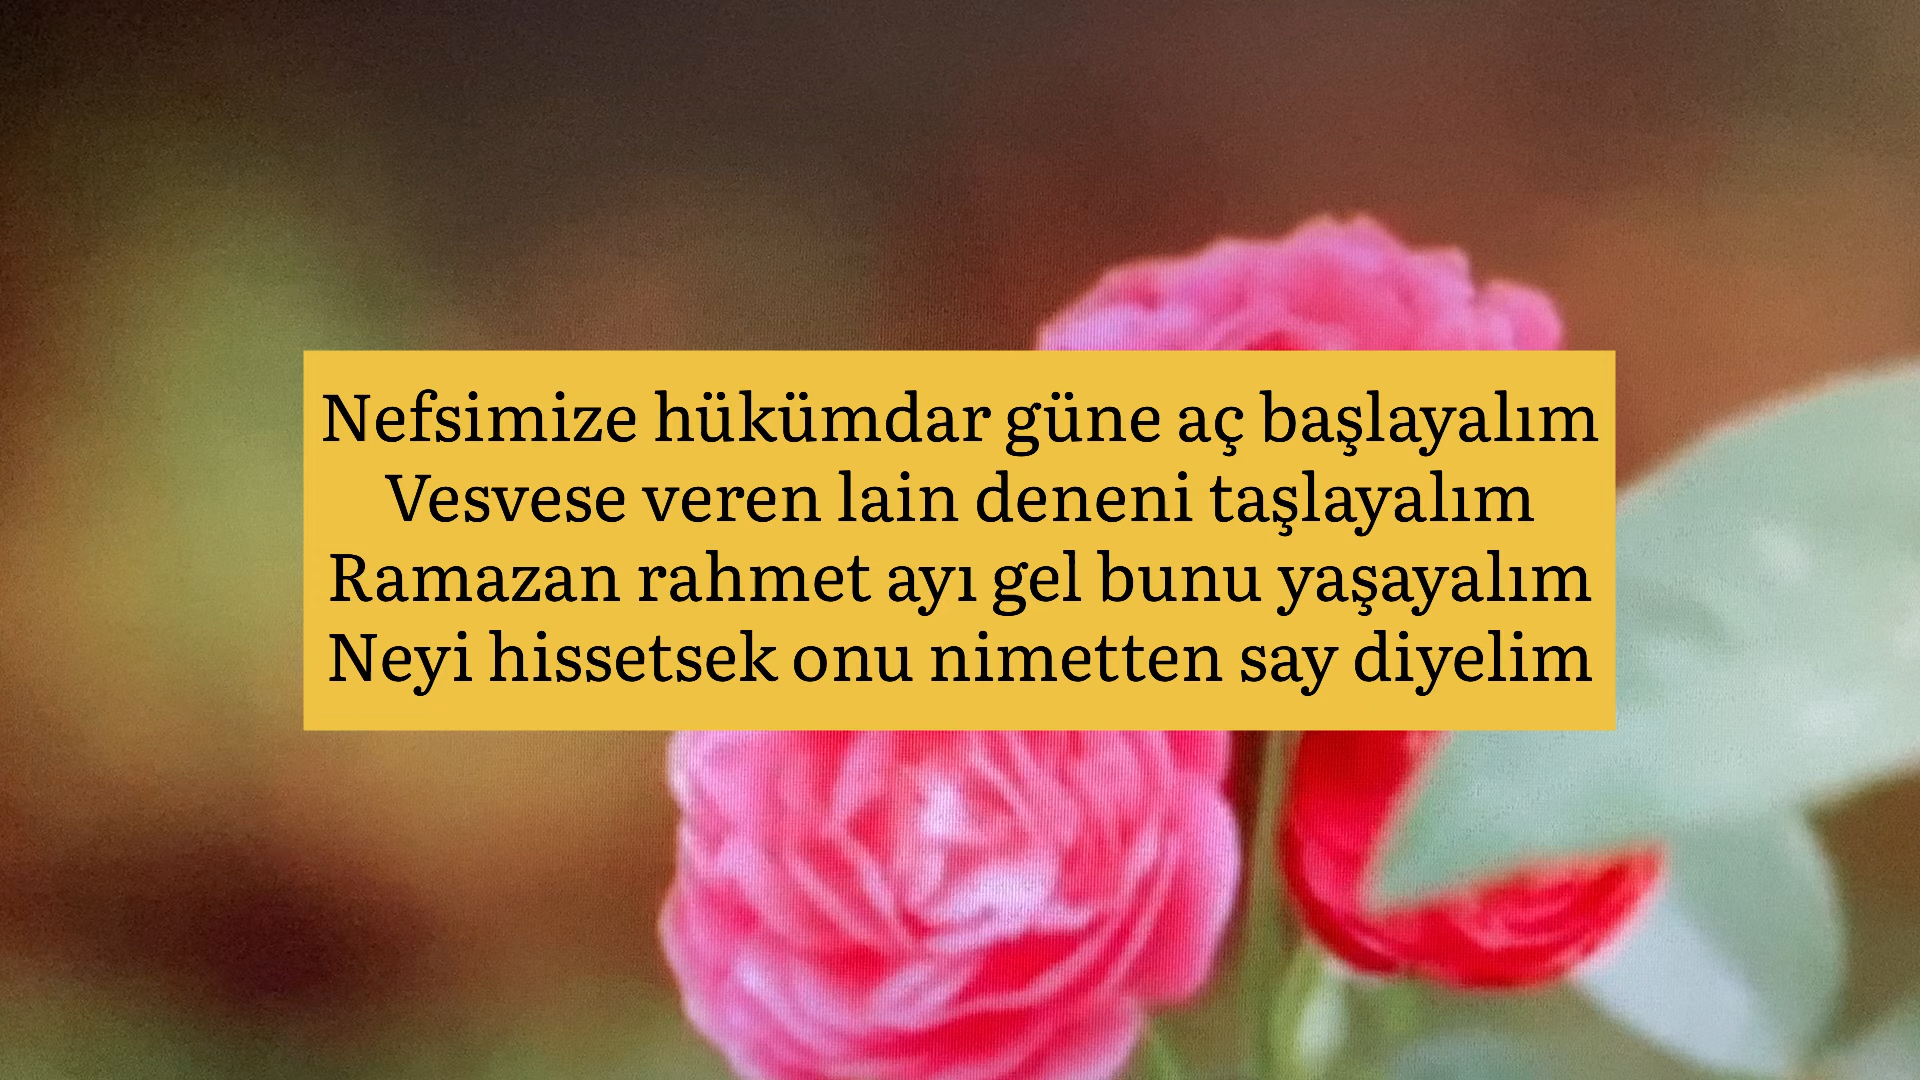 Nefsimize hükümdar güne aç başlayalım
Vesvese veren lain deneni taşlayalım
Ramazan rahmet ayı gel bunu yaşayalım
Neyi hissetsek onu nimetten say diyelim